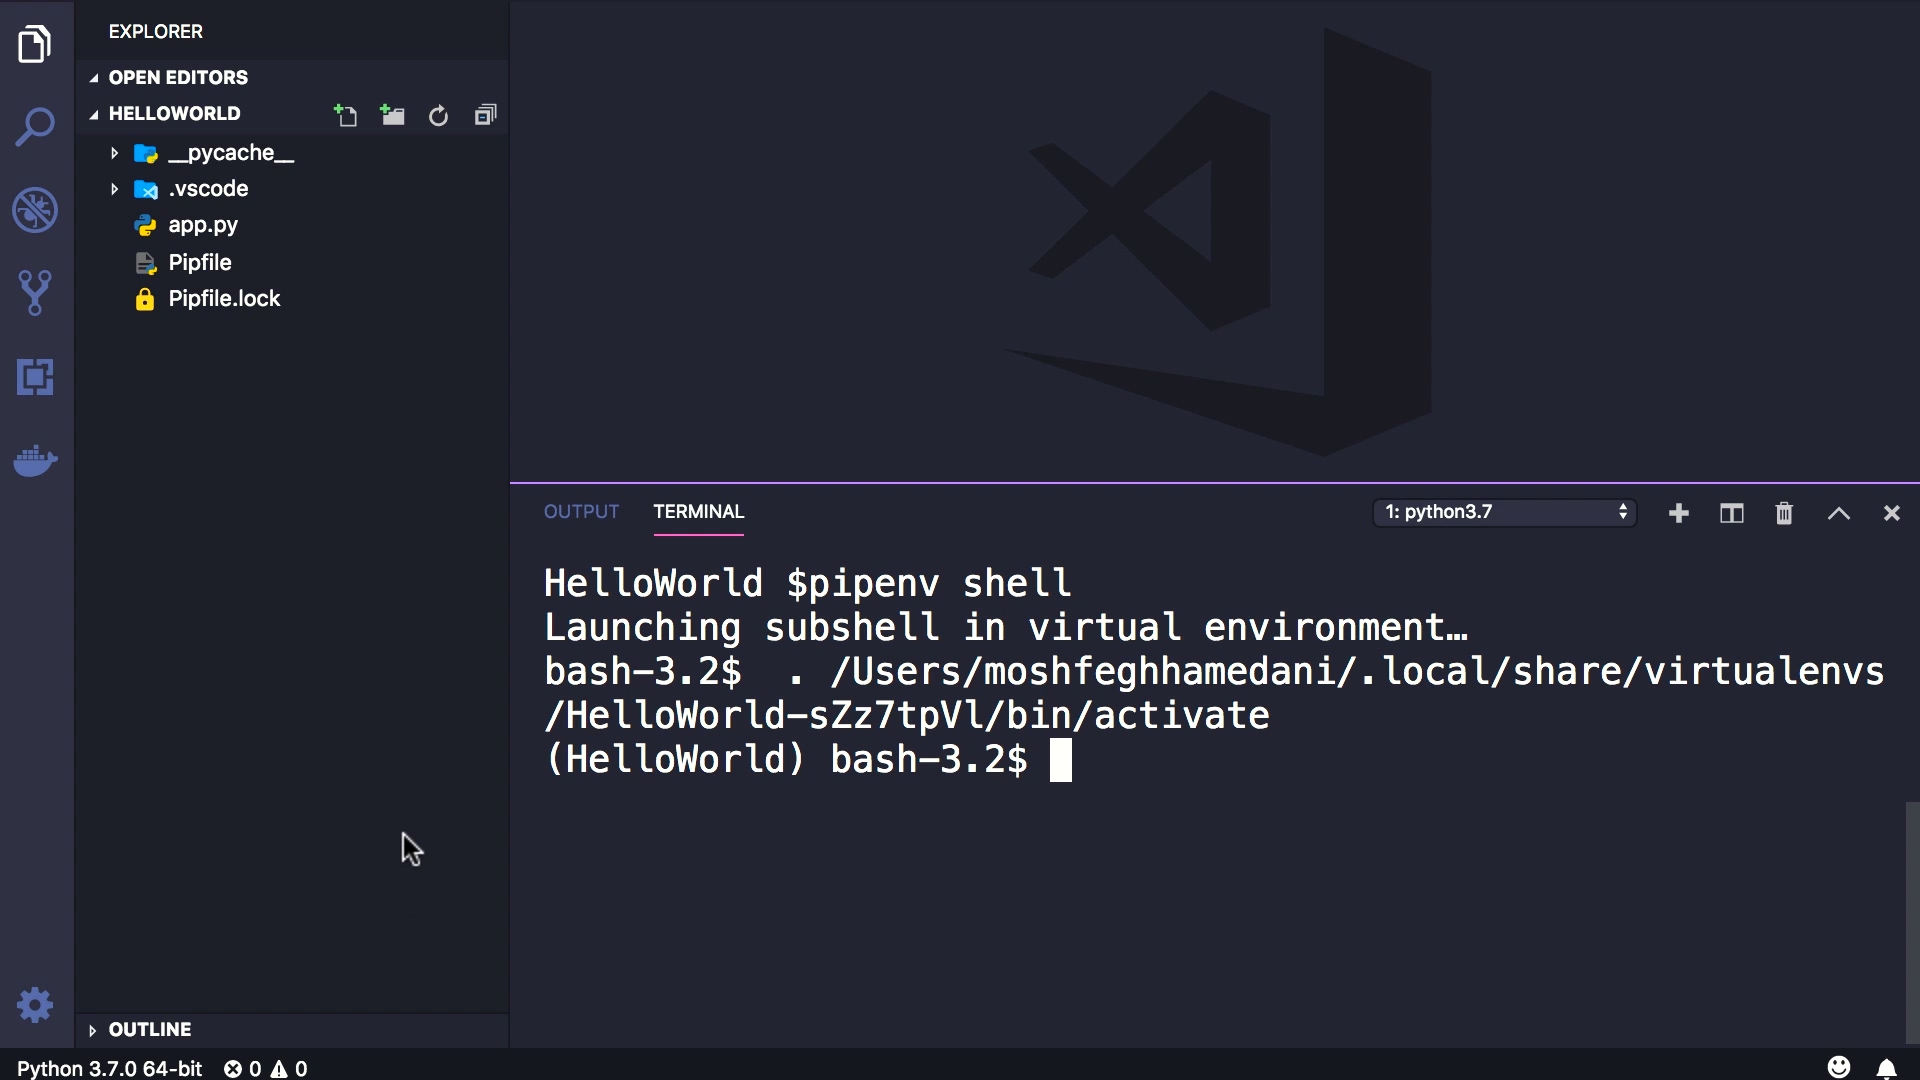 EXPLORER
OPEN EDITORS
HELLOWORLD
__pycache__
.vscode
app.py
Pipfile
Pipfile.lock
OUTLINE
OUTPUT TERMINAL
1: python3.7
HelloWorld $pipenv shell
Launching subshell in virtual environment…
bash-3.2$  . /Users/moshfeghhamedani/.local/share/virtualenvs
/HelloWorld-sZz7tpVl/bin/activate
(HelloWorld) bash-3.2$
Python 3.7.0 64-bit 0 0